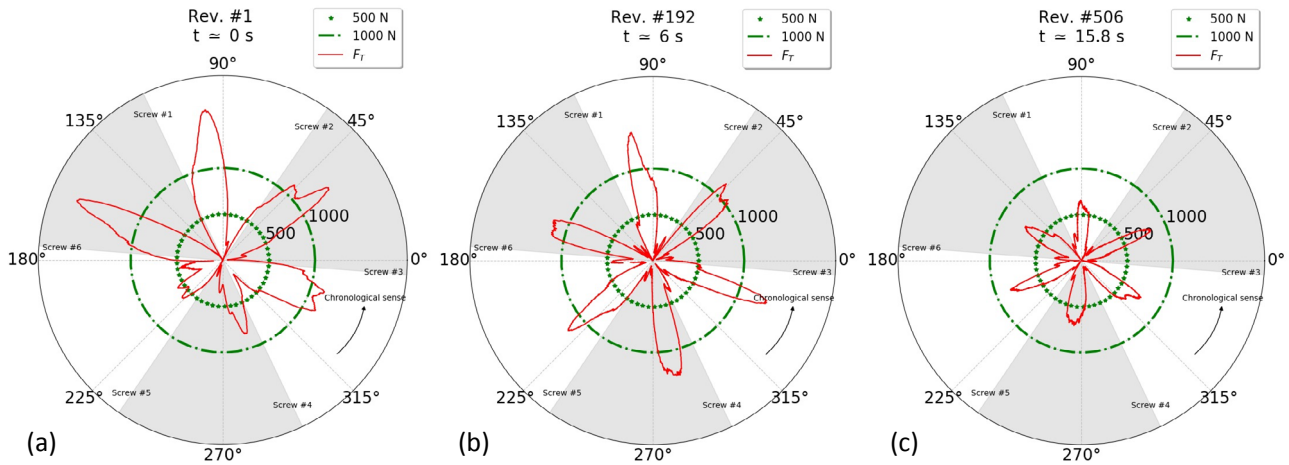 Rev. #1
t ≃ 0 s
500 N
1000 N
F_T
90°
135°
45°
Screw #1
Screw #2
1000
500
Screw #6
180°
0°
Screw #3
Chronological sense
Screw #5
Screw #4
225°
315°
270°
(a)
Rev. #192
t ≃ 6 s
500 N
1000 N
F_T
90°
135°
45°
Screw #1
Screw #2
1000
500
Screw #6
180°
0°
Screw #3
Chronological sense
Screw #5
Screw #4
225°
315°
270°
(b)
Rev. #506
t ≃ 15.8 s
500 N
1000 N
F_T
90°
135°
45°
Screw #1
Screw #2
1000
500
Screw #6
180°
0°
Screw #3
Chronological sense
Screw #5
Screw #4
225°
315°
270°
(c)